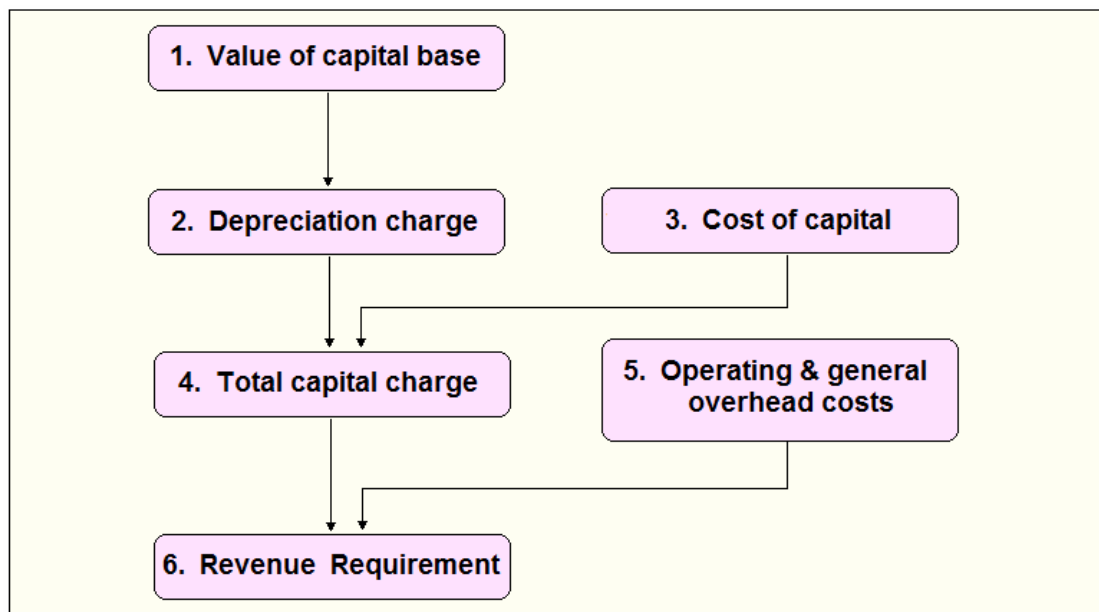 1. Value of capital base
2. Depreciation charge
3. Cost of capital
4. Total capital charge
5. Operating & general
overhead costs
6. Revenue Requirement